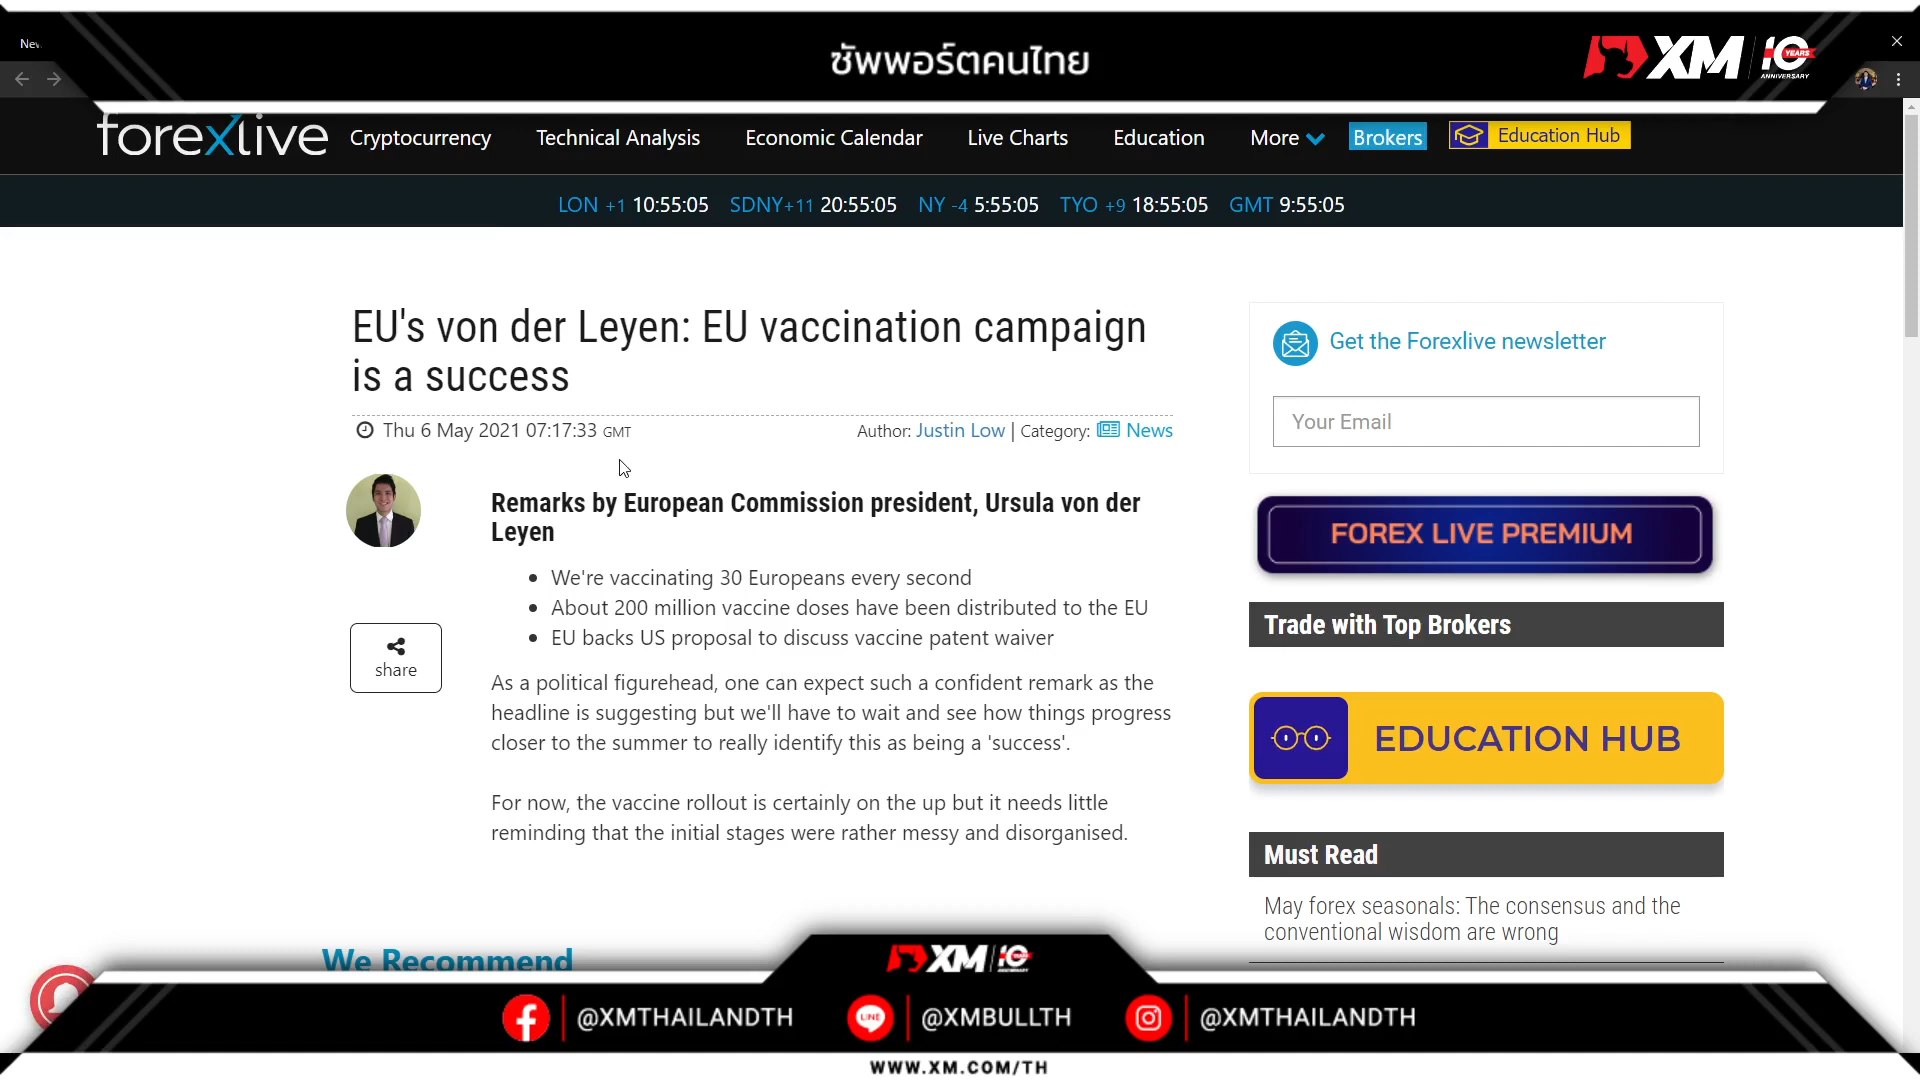 ซัพพอร์ตคนไทย
XM 10 YEARS ANNIVERSARY
forexlive Cryptocurrency Technical Analysis Economic Calendar Live Charts Education More Brokers Education Hub
LON +1 10:55:05 SDNY+11 20:55:05 NY -4 5:55:05 TYO +9 18:55:05 GMT 9:55:05
EU's von der Leyen: EU vaccination campaign
is a success
Thu 6 May 2021 07:17:33 GMT
Author: Justin Low | Category: News
Remarks by European Commission president, Ursula von der
Leyen
We're vaccinating 30 Europeans every second
About 200 million vaccine doses have been distributed to the EU
EU backs US proposal to discuss vaccine patent waiver
share
As a political figurehead, one can expect such a confident remark as the
headline is suggesting but we'll have to wait and see how things progress
closer to the summer to really identify this as being a 'success'.
For now, the vaccine rollout is certainly on the up but it needs little
reminding that the initial stages were rather messy and disorganised.
We Recommend
Get the Forexlive newsletter
Your Email
FOREX LIVE PREMIUM
Trade with Top Brokers
EDUCATION HUB
Must Read
May forex seasonals: The consensus and the
conventional wisdom are wrong
XM 10
@XMTHAILANDTH LINE @XMBULLTH @XMTHAILANDTH
WWW.XM.COM/TH